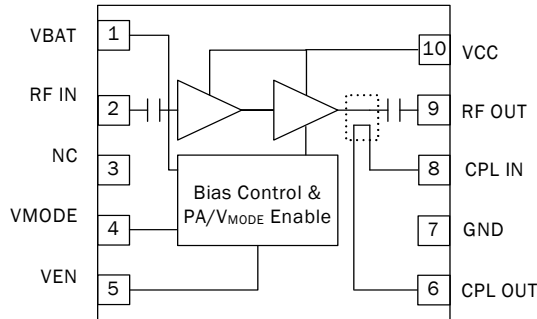 VBAT 1
10 VCC
RF IN 2
9 RF OUT
NC 3
8 CPL IN
Bias Control &
PA/VMODE Enable
VMODE 4
7 GND
VEN 5
6 CPL OUT